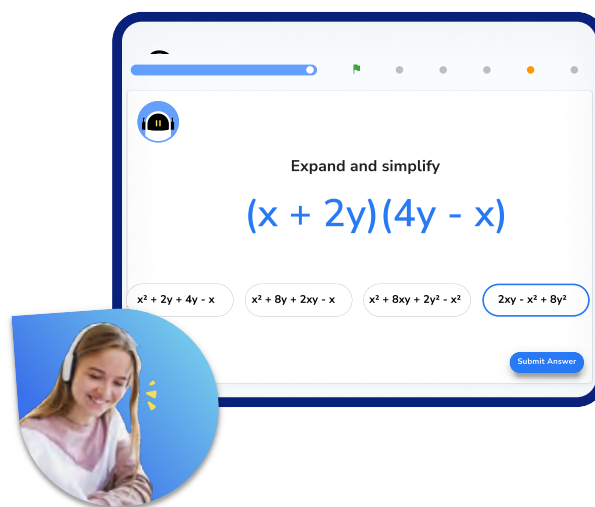 Expand and simplify
(x + 2y)(4y - x)
x² + 2y + 4y - x
x² + 8y + 2xy - x
x² + 8xy + 2y² - x²
2xy - x² + 8y²
Submit Answer